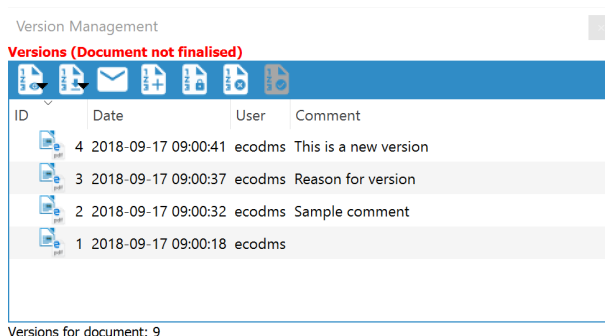 Version Management
Versions (Document not finalised)
ID Date User Comment
4 2018-09-17 09:00:41 ecodms This is a new version
3 2018-09-17 09:00:37 ecodms Reason for version
2 2018-09-17 09:00:32 ecodms Sample comment
1 2018-09-17 09:00:18 ecodms
Versions for document: 9